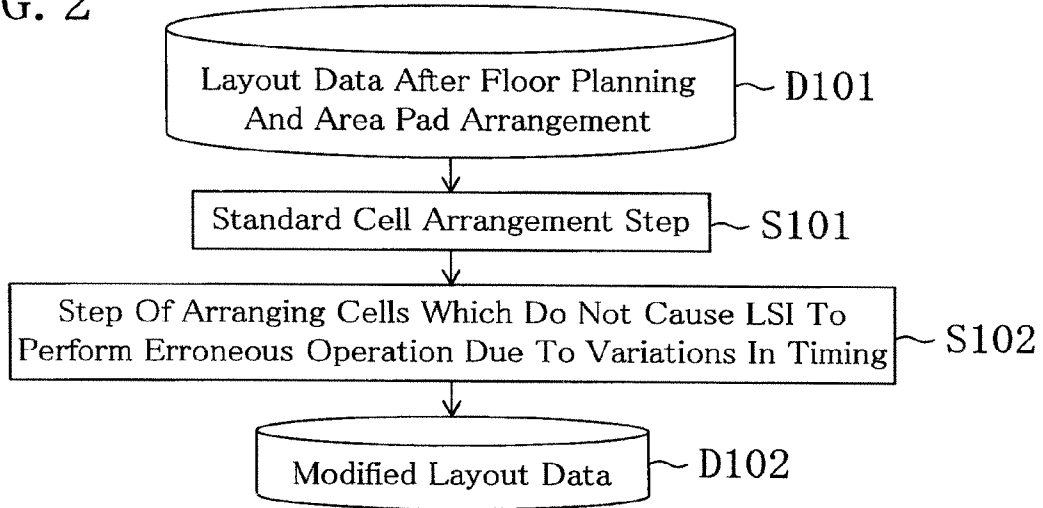 G. 2
Layout Data After Floor Planning
And Area Pad Arrangement
D101
Standard Cell Arrangement Step
S101
Step Of Arranging Cells Which Do Not Cause LSI To
Perform Erroneous Operation Due To Variations In Timing
S102
Modified Layout Data
D102